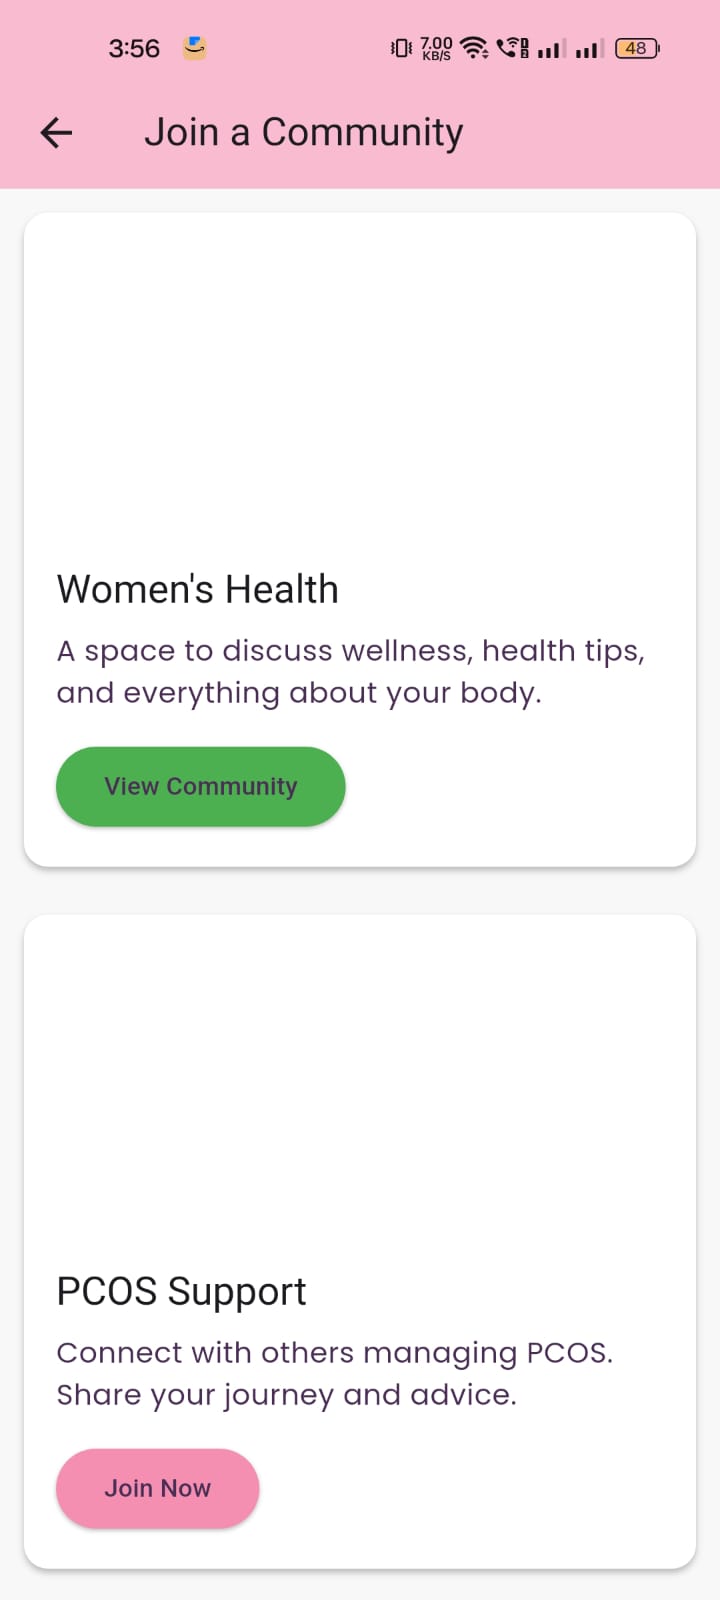 3:56 7.00 KB/S 48
Join a Community
Women's Health
A space to discuss wellness, health tips,
and everything about your body.
View Community
PCOS Support
Connect with others managing PCOS.
Share your journey and advice.
Join Now